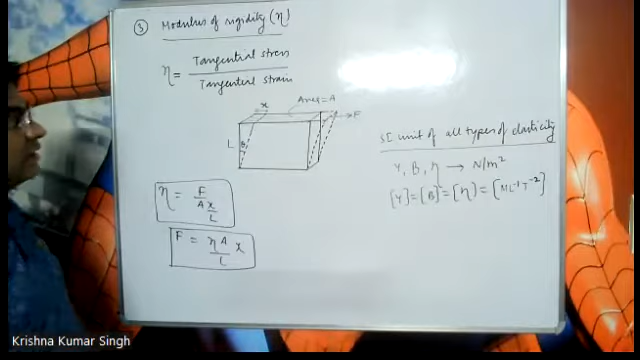 ③ Modulus of rigidity (η)
η = Tangential stress / Tangential strain
x
Area = A
F
L
θ
η = F / A x/L
F = ηA/L x
SI unit of all types of elasticity
Y, B, η → N/m²
[Y] = [B] = [η] = [ML⁻¹T⁻²]
Krishna Kumar Singh